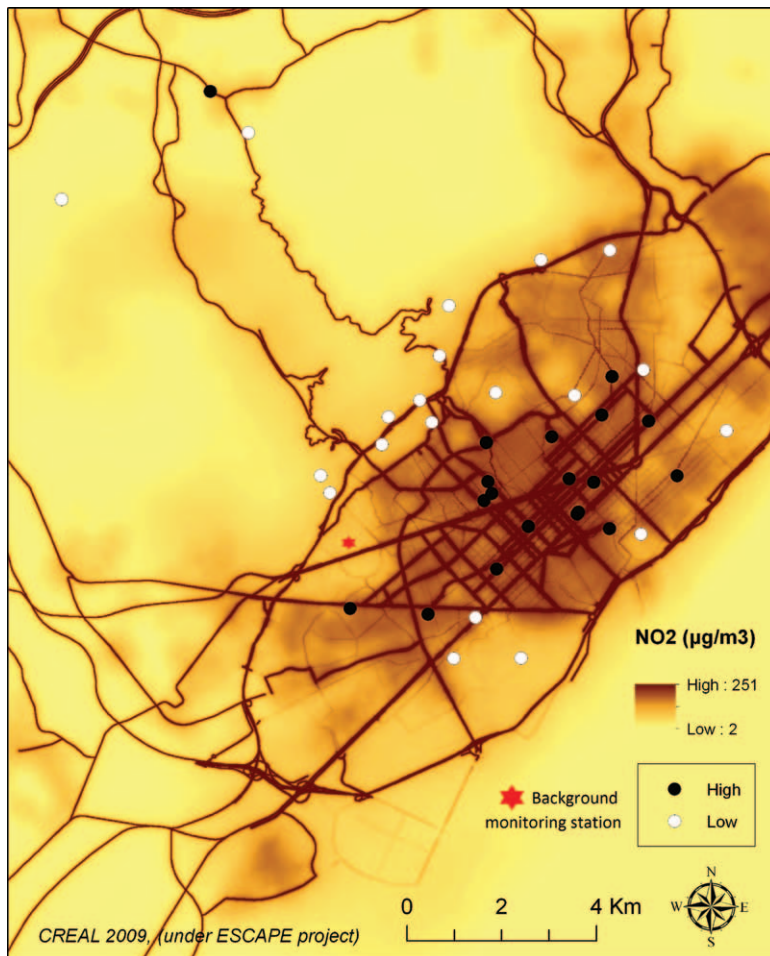 NO2 (µg/m3)
High : 251
Low : 2
Background
monitoring station
High
Low
N
W E
S
0 2 4 Km
CREAL 2009, (under ESCAPE project)